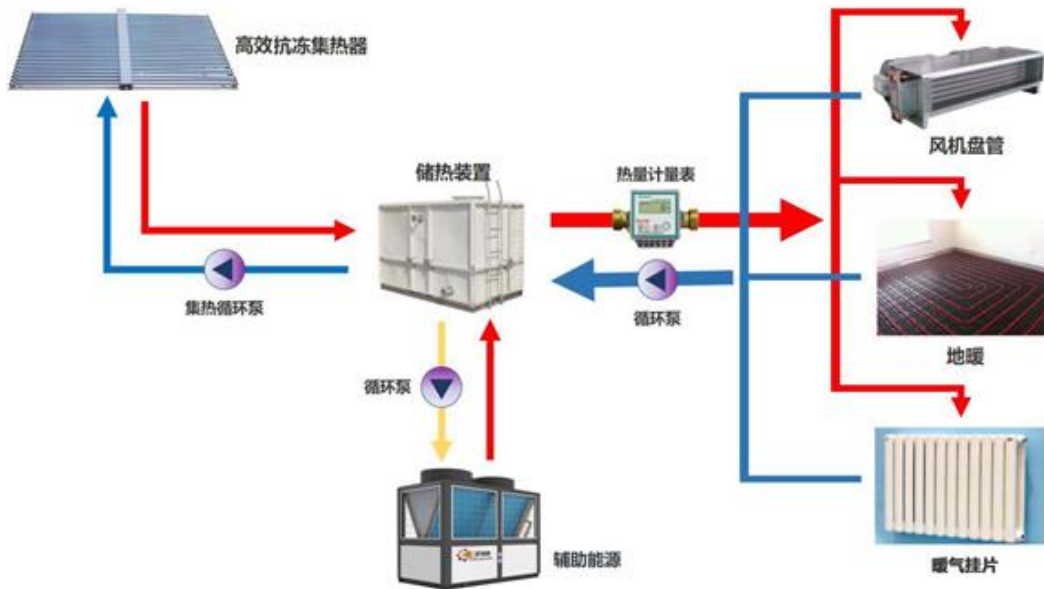 高效抗冻集热器
风机盘管
储热装置
热量计量表
集热循环泵
循环泵
地暖
循环泵
辅助能源
暖气挂片